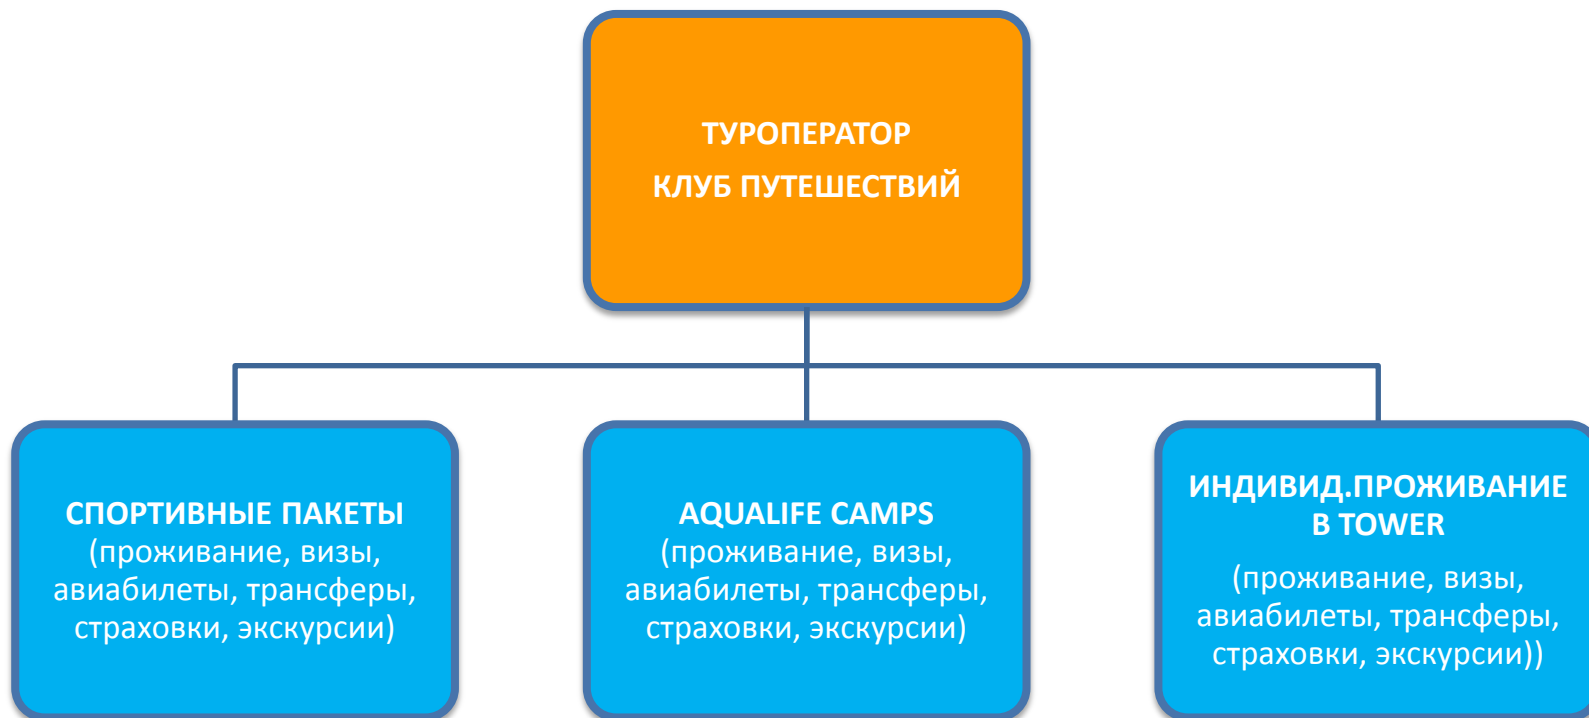 ТУРОПЕРАТОР
КЛУБ ПУТЕШЕСТВИЙ
СПОРТИВНЫЕ ПАКЕТЫ
(проживание, визы,
авиабилеты, трансферы,
страховки, экскурсии)
AQUALIFE CAMPS
(проживание, визы,
авиабилеты, трансферы,
страховки, экскурсии)
ИНДИВИД.ПРОЖИВАНИЕ
В TOWER
(проживание, визы,
авиабилеты, трансферы,
страховки, экскурсии))